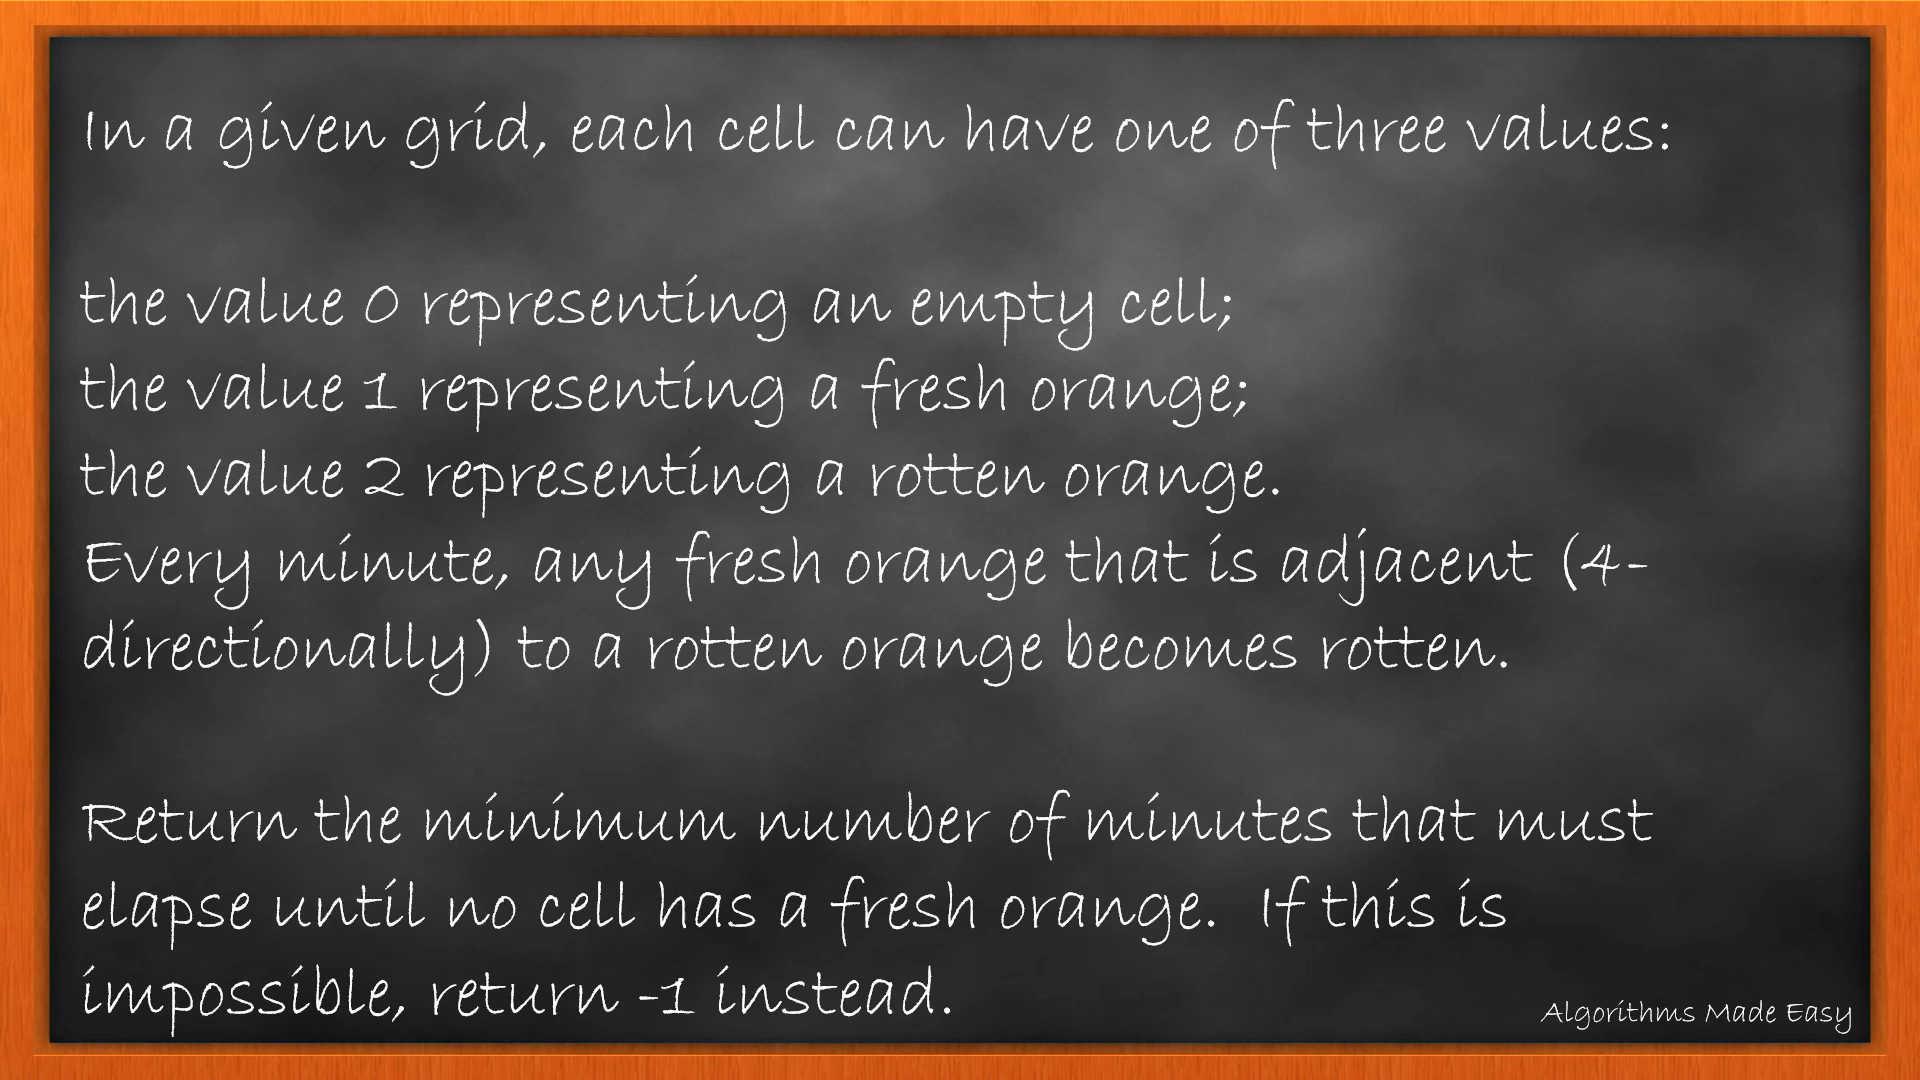 In a given grid, each cell can have one of three values:
the value 0 representing an empty cell;
the value 1 representing a fresh orange;
the value 2 representing a rotten orange.
Every minute, any fresh orange that is adjacent (4-
directionally) to a rotten orange becomes rotten.
Return the minimum number of minutes that must
elapse until no cell has a fresh orange. If this is
impossible, return -1 instead.
Algorithms Made Easy